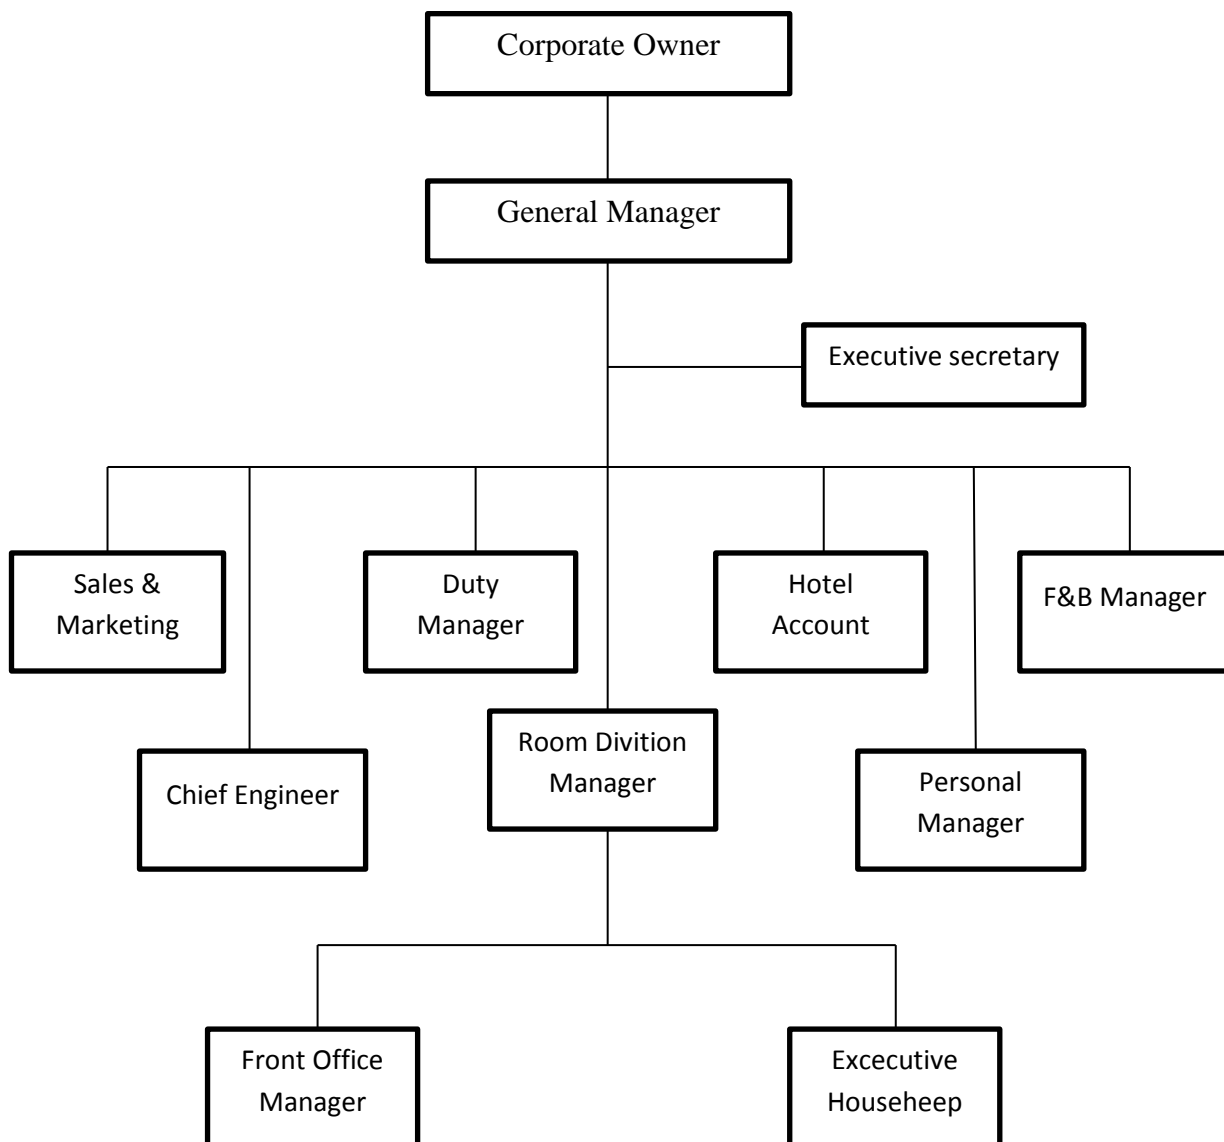 Corporate Owner
General Manager
Executive secretary
Sales &
Marketing
Duty
Manager
Hotel
Account
F&B Manager
Chief Engineer
Room Divition
Manager
Personal
Manager
Front Office
Manager
Excecutive
Househeep